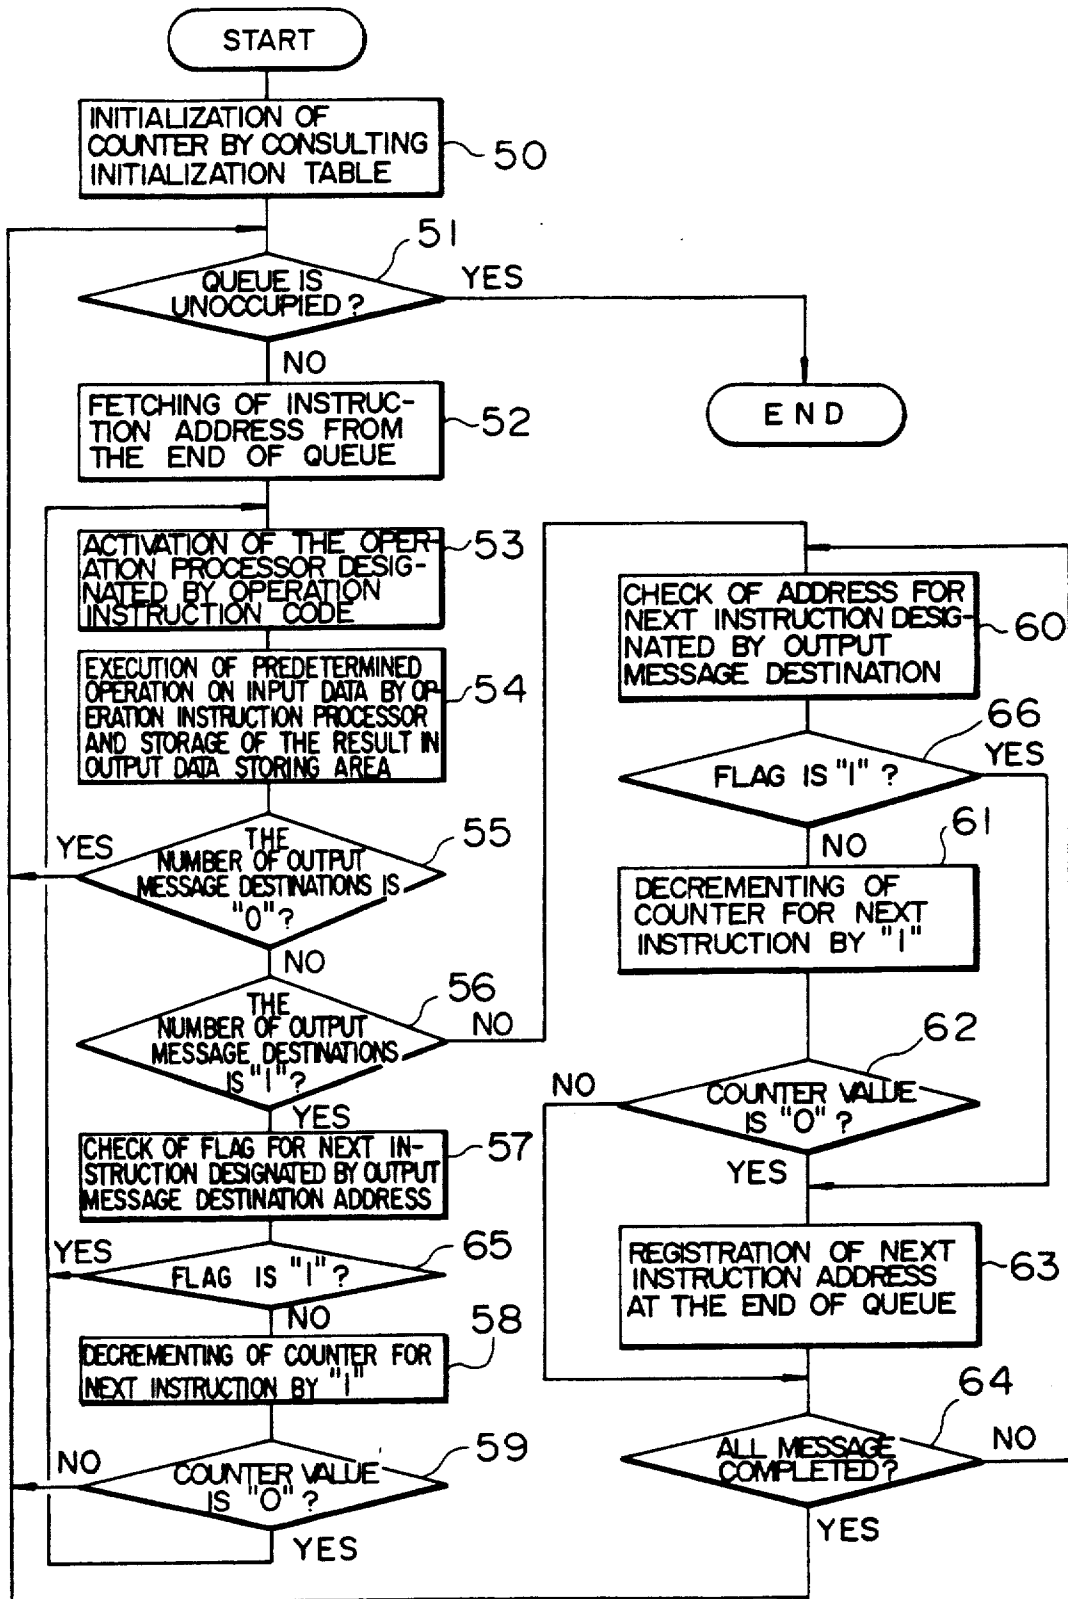 START
INITIALIZATION OF
COUNTER BY CONSULTING
INITIALIZATION TABLE
50
51
QUEUE IS
UNOCCUPIED?
YES
NO
FETCHING OF INSTRUC-
TION ADDRESS FROM
THE END OF QUEUE
52
END
ACTIVATION OF THE OPER-
ATION PROCESSOR DESIG-
NATED BY OPERATION
INSTRUCTION CODE
53
EXECUTION OF PREDETERMINED
OPERATION ON INPUT DATA BY OP-
ERATION INSTRUCTION PROCESSOR
AND STORAGE OF THE RESULT IN
OUTPUT DATA STORING AREA
54
THE
NUMBER OF OUTPUT
MESSAGE DESTINATIONS IS
"0"?
55
YES
NO
THE
NUMBER OF OUTPUT
MESSAGE DESTINATIONS
IS "1"?
56
NO
YES
CHECK OF FLAG FOR NEXT IN-
STRUCTION DESIGNATED BY OUTPUT
MESSAGE DESTINATION ADDRESS
57
FLAG IS "1"?
65
YES
NO
DECREMENTING OF COUNTER FOR
NEXT INSTRUCTION BY "1"
58
COUNTER VALUE
IS "0"?
59
NO
YES
CHECK OF ADDRESS FOR
NEXT INSTRUCTION DESIG-
NATED BY OUTPUT
MESSAGE DESTINATION
60
FLAG IS "1"?
66
YES
NO
61
DECREMENTING OF
COUNTER FOR NEXT
INSTRUCTION BY "1"
62
COUNTER VALUE
IS "0"?
NO
YES
REGISTRATION OF NEXT
INSTRUCTION ADDRESS
AT THE END OF QUEUE
63
64
ALL MESSAGE
COMPLETED?
NO
YES